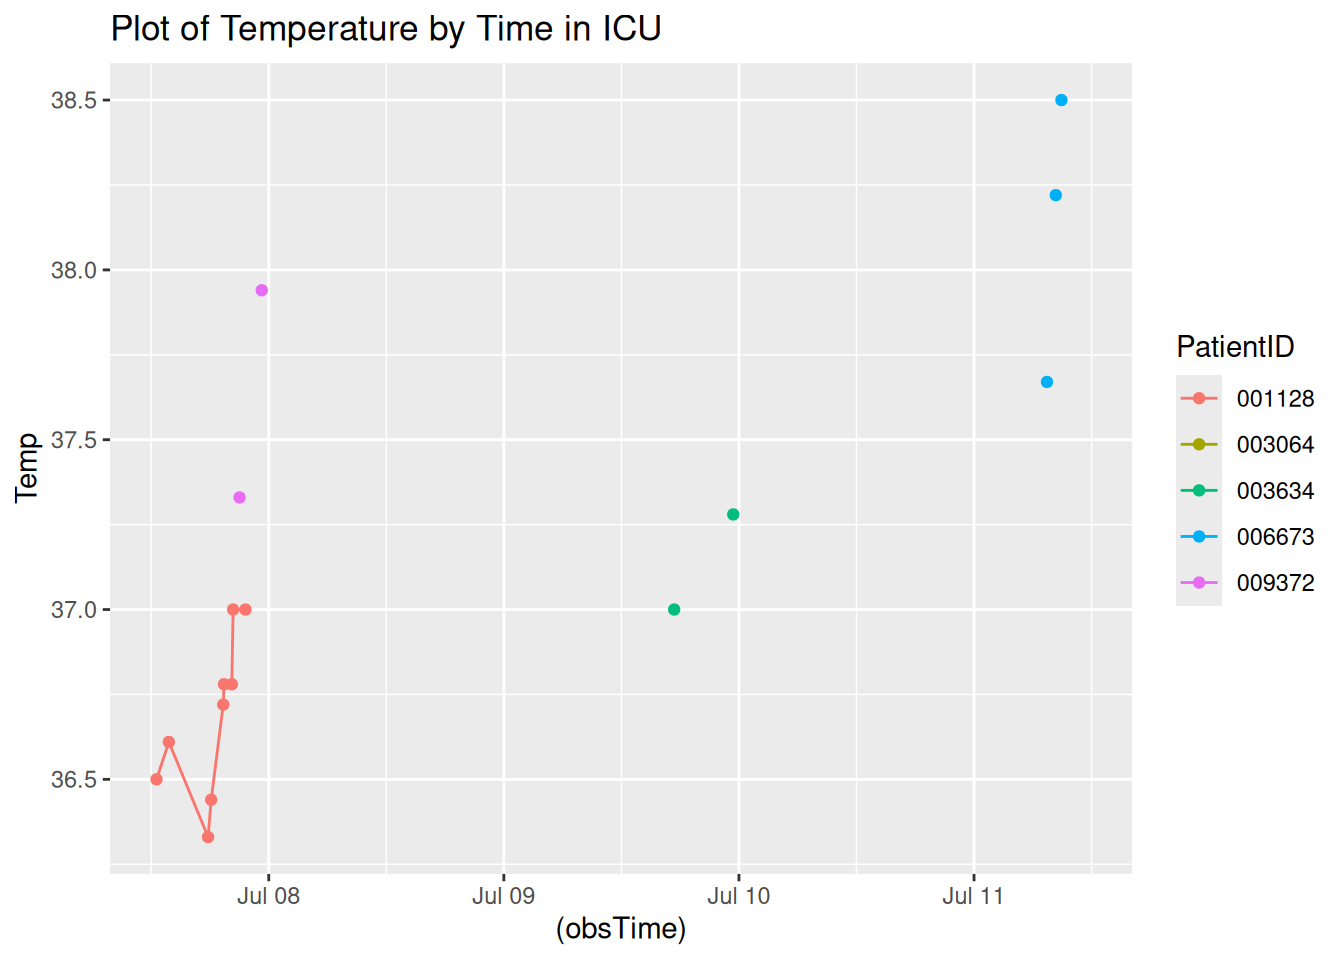 Plot of Temperature by Time in ICU
38.5
38.0
37.5
37.0
36.5
Temp
Jul 08
Jul 09
Jul 10
Jul 11
(obsTime)
PatientID
001128
003064
003634
006673
009372